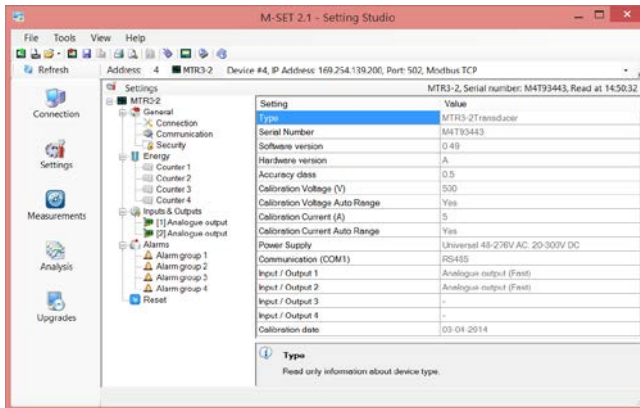 M-SET 2.1 - Setting Studio
File Tools View Help
Refresh Address: 4 MTR3-2 Device #4, IP Address: 169.254.139.200, Port: 502, Modbus TCP
Settings MTR3-2, Serial number: M4T93443, Read at 14:50:32
Connection
Settings
Measurements
Analysis
Upgrades
MTR3-2
General
Connection
Communication
Security
Energy
Counter 1
Counter 2
Counter 3
Counter 4
Inputs & Outputs
[1] Analogue output
[2] Analogue output
Alarms
Alarm group 1
Alarm group 2
Alarm group 3
Alarm group 4
Reset
Setting Value
Type MTR3-2Transducer
Serial Number M4T93443
Software version 0.49
Hardware version A
Accuracy class 0.5
Calibration Voltage (V) 500
Calibration Voltage Auto Range Yes
Calibration Current (A) 5
Calibration Current Auto Range Yes
Power Supply Universal 48-276V AC. 20-300V DC
Communication (COM1) RS485
Input / Output 1 Analogue output (Fast)
Input / Output 2 Analogue output (Fast)
Input / Output 3 -
Input / Output 4 -
Calibration date 03-04-2014
Type
Read only information about device type.